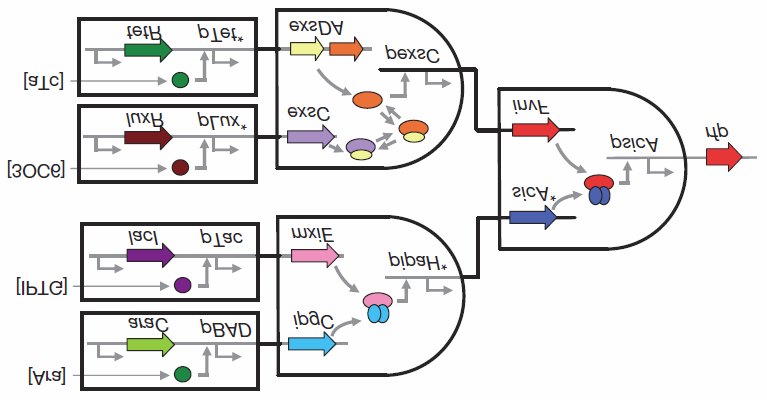 tetR
pTet*
[aTc]
exsDA
pexsC
luxR
pLux*
[3OC6]
exsC
invF
psicA
rfp
sicA*
lacI
pTac
[IPTG]
mxiE
pipaH*
araC
pBAD
[Ara]
ipgC